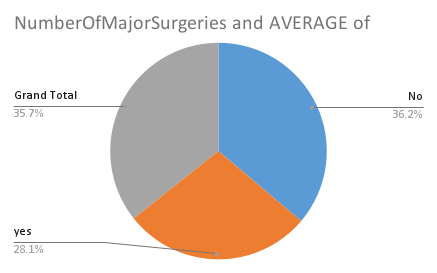 NumberOfMajorSurgeries and AVERAGE of
Grand Total
35.7%
No
36.2%
yes
28.1%